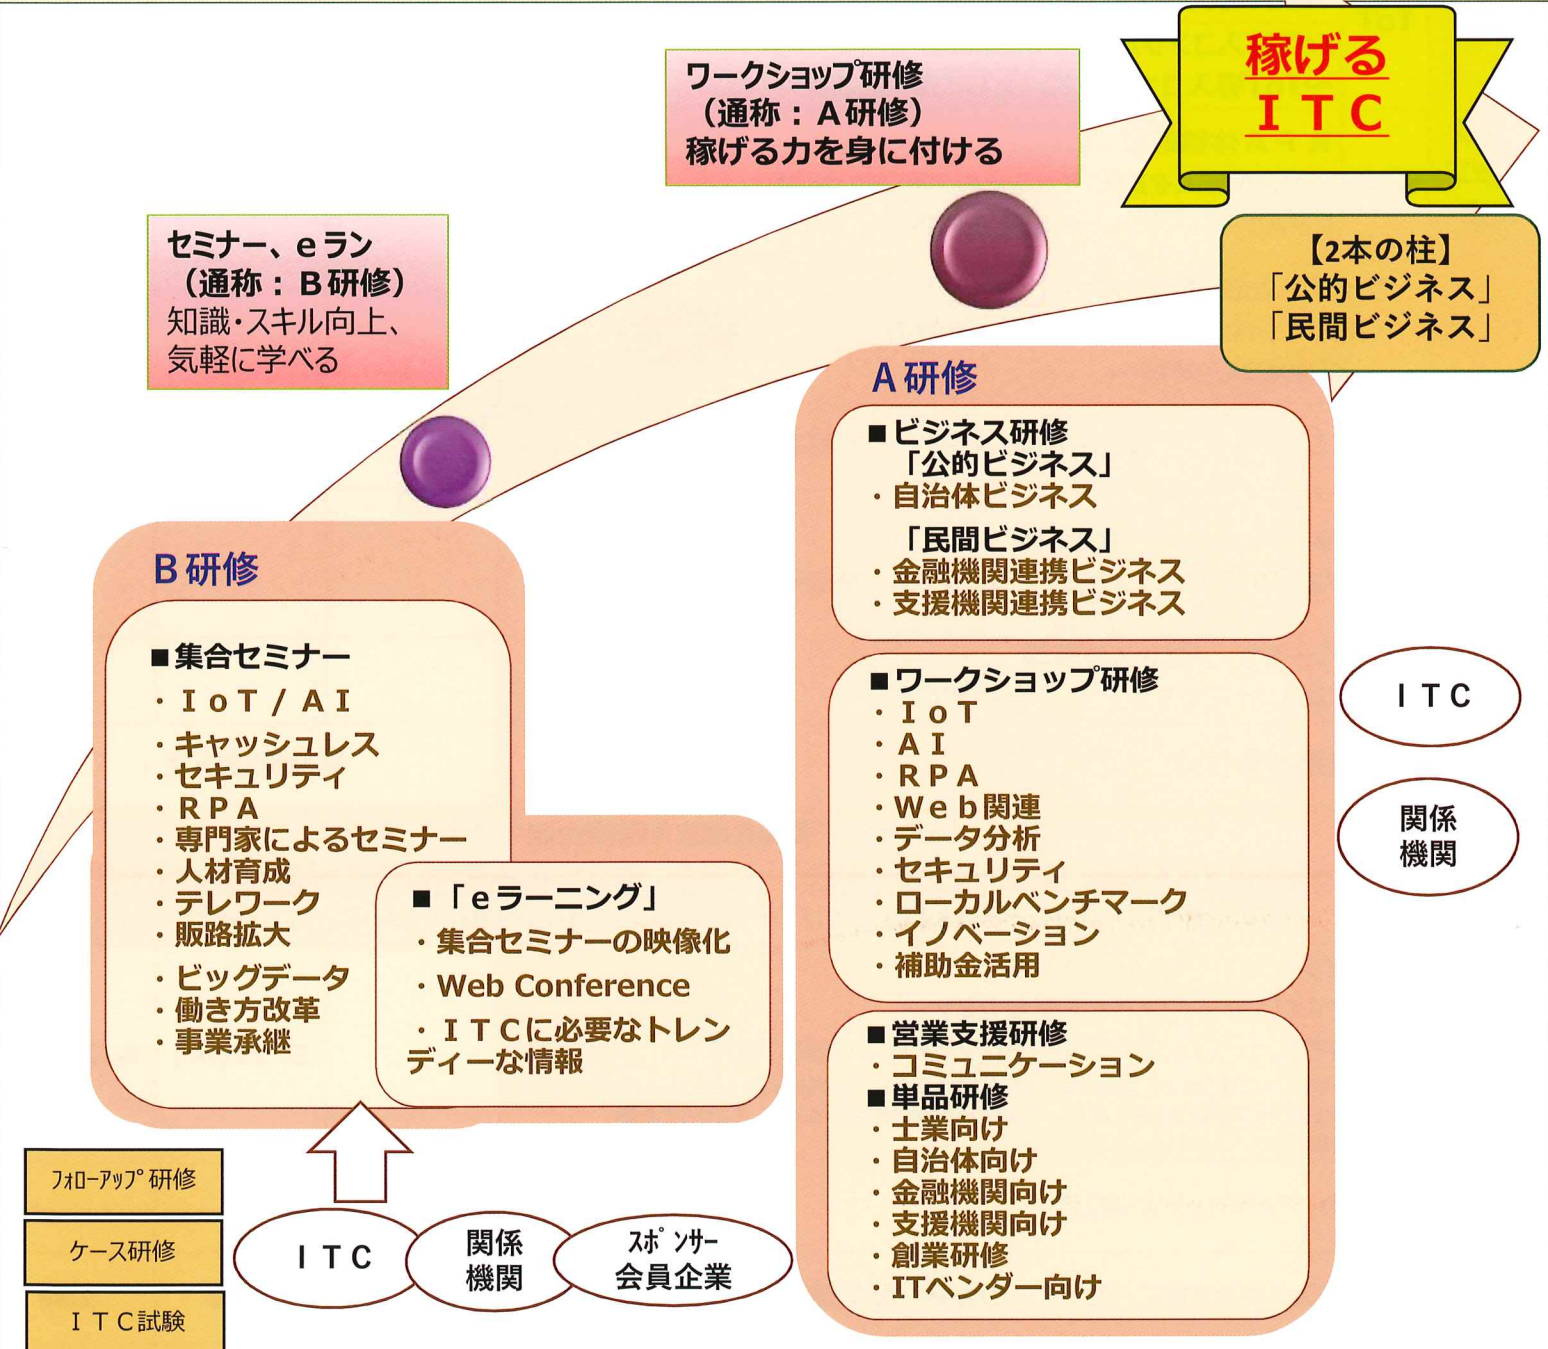 稼げる
ＩＴＣ
ワークショップ研修
（通称：Ａ研修）
稼げる力を身に付ける
【2本の柱】
「公的ビジネス」
「民間ビジネス」
セミナー、ｅラン
（通称：Ｂ研修）
知識・スキル向上、
気軽に学べる
Ａ研修
■ビジネス研修
「公的ビジネス」
・自治体ビジネス
「民間ビジネス」
・金融機関連携ビジネス
・支援機関連携ビジネス
■ワークショップ研修
・ＩｏＴ
・ＡＩ
・ＲＰＡ
・Ｗｅｂ関連
・データ分析
・セキュリティ
・ローカルベンチマーク
・イノベーション
・補助金活用
■営業支援研修
・コミュニケーション
■単品研修
・士業向け
・自治体向け
・金融機関向け
・支援機関向け
・創業研修
・ITベンダー向け
ＩＴＣ
関係
機関
Ｂ研修
■集合セミナー
・ＩｏＴ/ＡＩ
・キャッシュレス
・セキュリティ
・ＲＰＡ
・専門家によるセミナー
・人材育成
・テレワーク
・販路拡大
・ビッグデータ
・働き方改革
・事業承継
■「ｅラーニング」
・集合セミナーの映像化
・Web Conference
・ＩＴＣに必要なトレン
ディーな情報
ﾌｫﾛｰｱｯﾌﾟ研修
ケース研修
ＩＴＣ試験
ＩＴＣ
関係
機関
ｽﾎﾟﾝｻｰ
会員企業